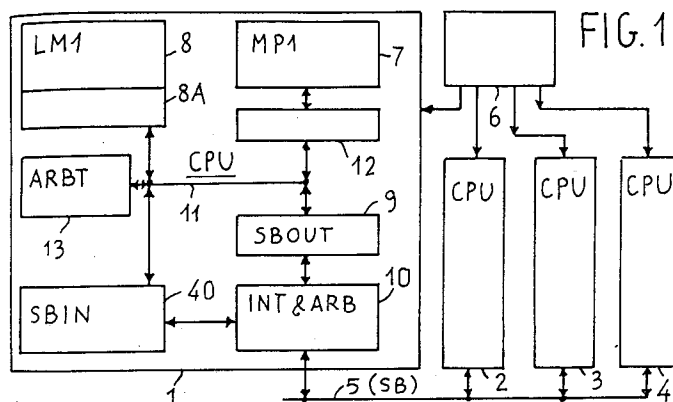 FIG. 1
LM1
8
MP1
7
8A
6
12
ARBT
CPU
CPU
CPU
CPU
13
11
9
SBOUT
40
10
SBIN
INT & ARB
1
5 (SB)
2
3
4